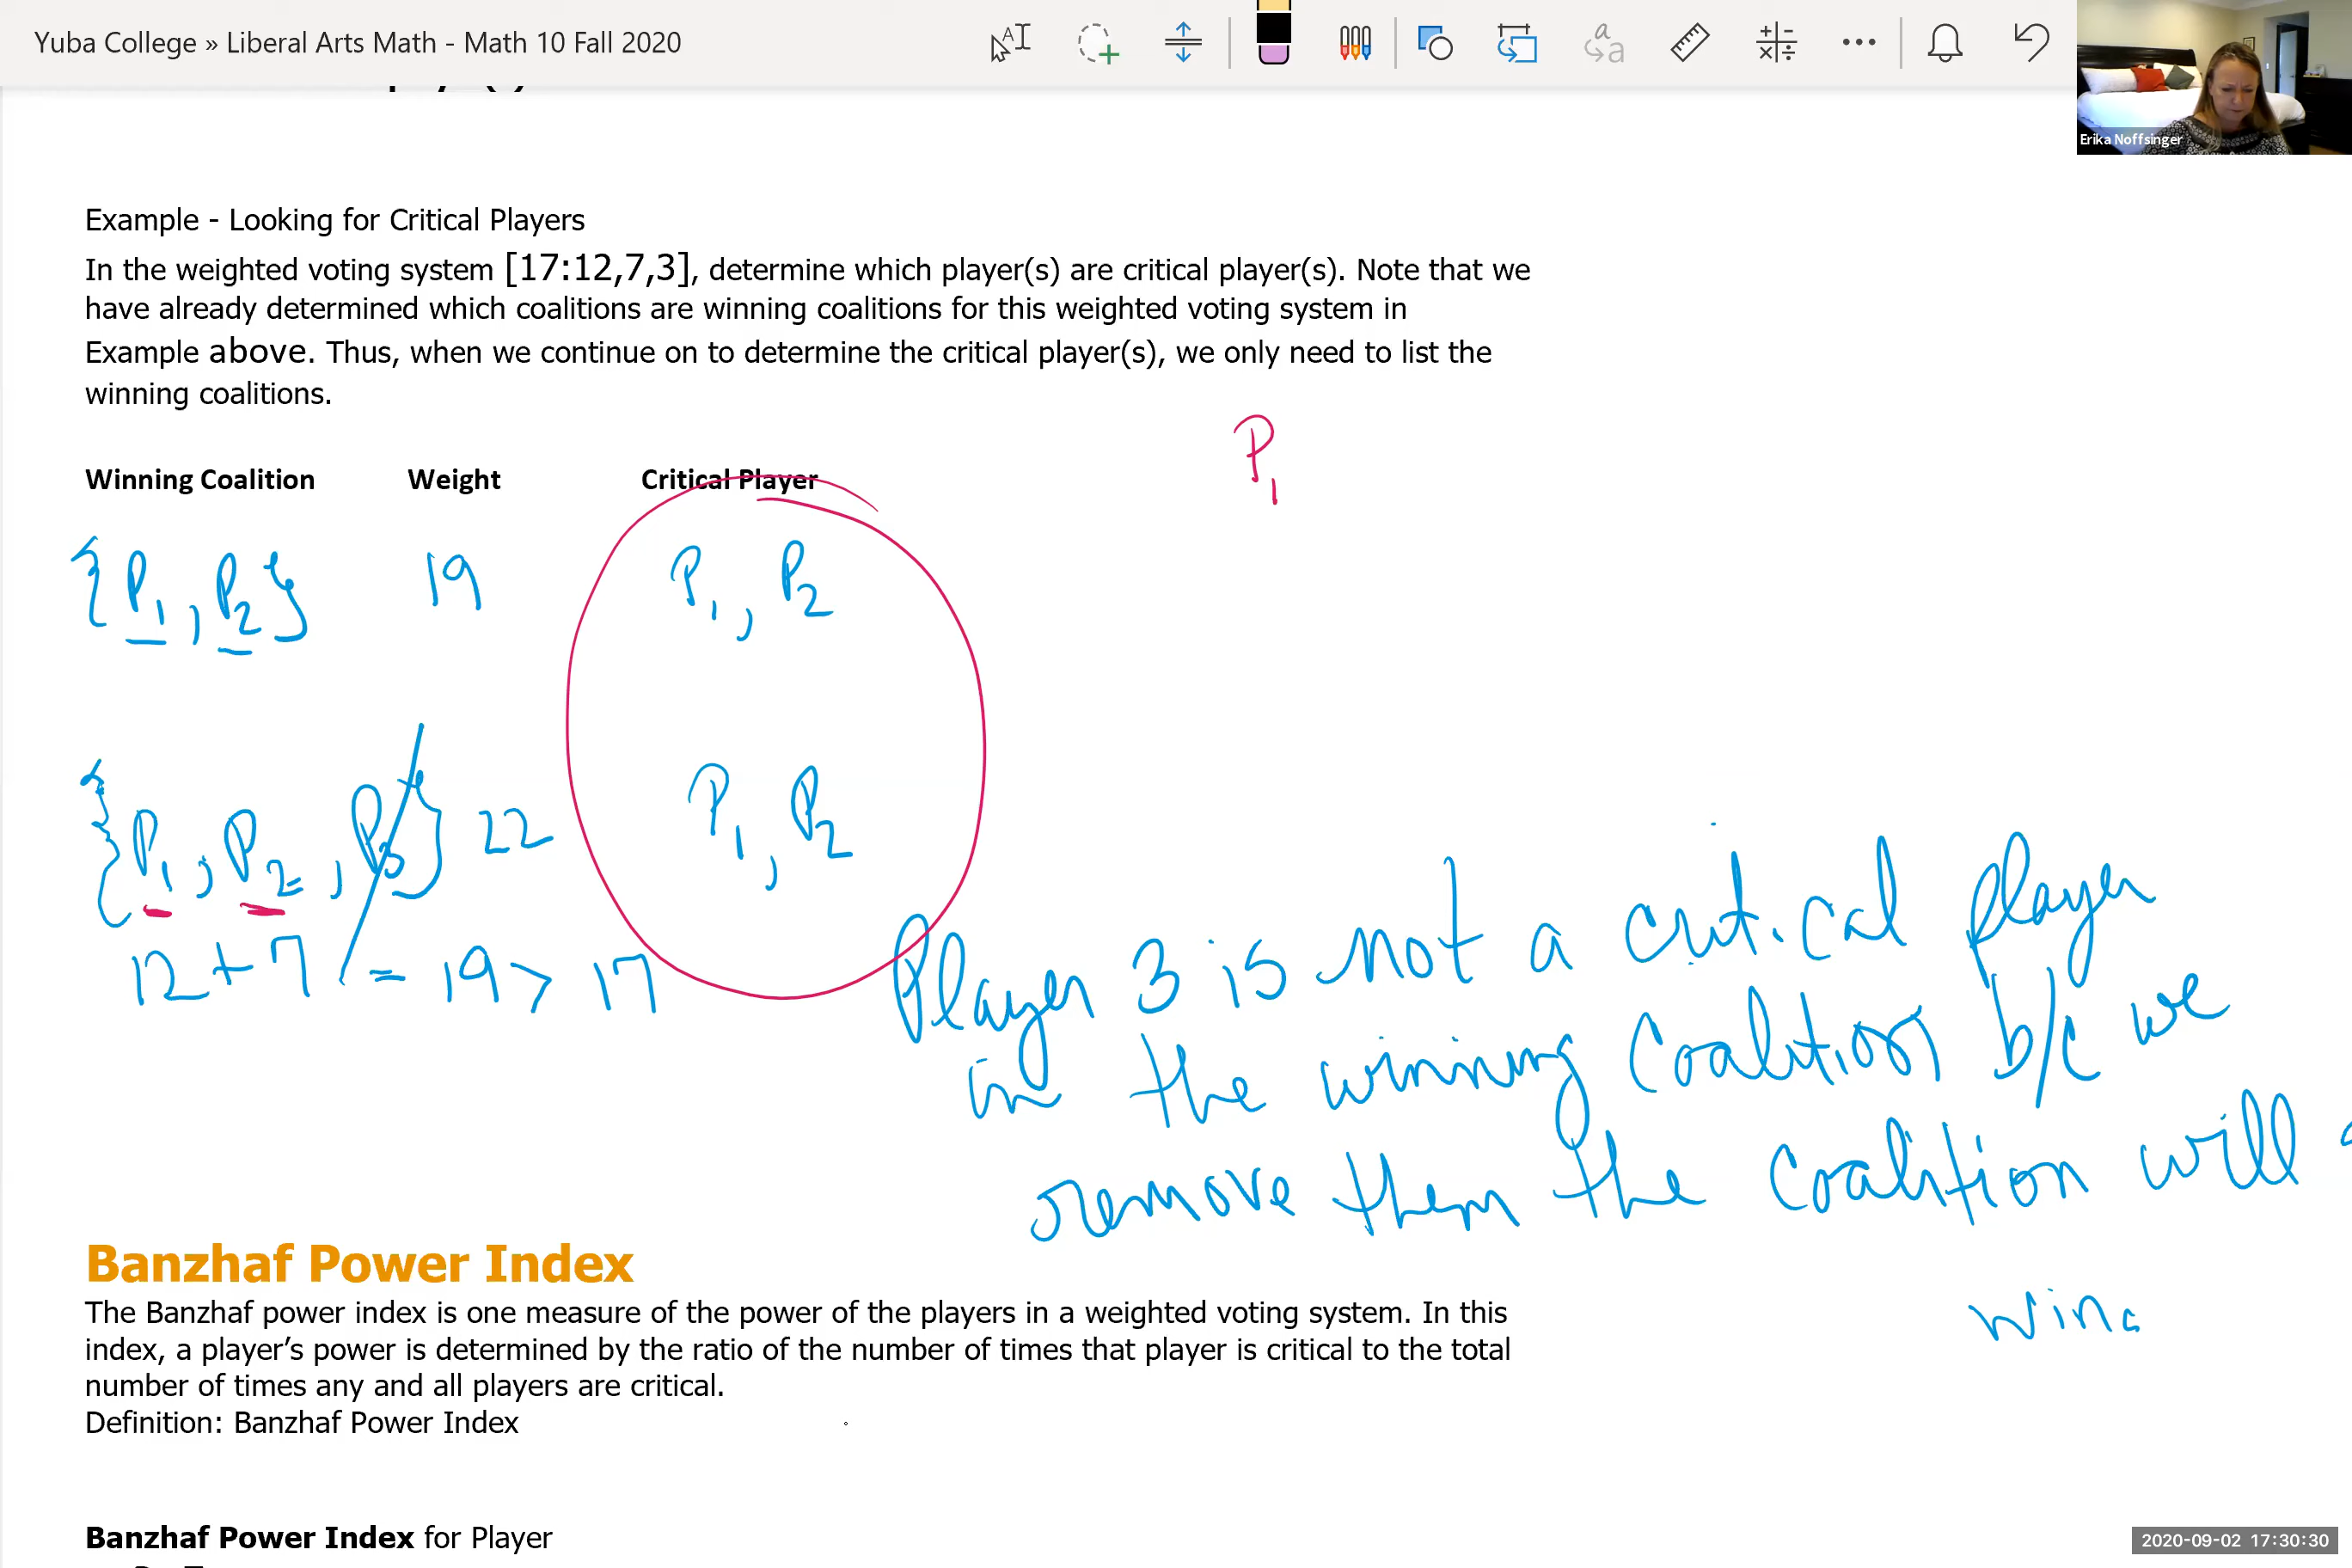 Yuba College » Liberal Arts Math - Math 10 Fall 2020
Erika Noffsinger
Example - Looking for Critical Players
In the weighted voting system [17:12,7,3], determine which player(s) are critical player(s). Note that we
have already determined which coalitions are winning coalitions for this weighted voting system in
Example above. Thus, when we continue on to determine the critical player(s), we only need to list the
winning coalitions.
P1
Winning Coalition Weight Critical Player
{P1, P2} 19 P1, P2
{P1, P2, P3} 22 P1, P2
12 + 7 = 19 > 17
Player 3 is not a critical player
in the winning coalition b/c we
remove them the coalition will
win
Banzhaf Power Index
The Banzhaf power index is one measure of the power of the players in a weighted voting system. In this
index, a player's power is determined by the ratio of the number of times that player is critical to the total
number of times any and all players are critical.
Definition: Banzhaf Power Index
Banzhaf Power Index for Player
2020-09-02 17:30:30